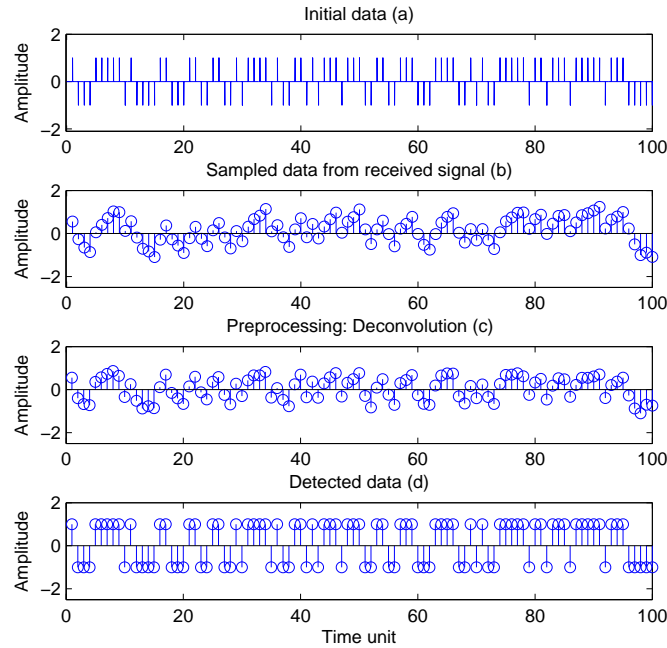 Initial data (a)
Amplitude
2
0
−2
0 20 40 60 80 100
Sampled data from received signal (b)
Amplitude
2
0
−2
0 20 40 60 80 100
Preprocessing: Deconvolution (c)
Amplitude
2
0
−2
0 20 40 60 80 100
Detected data (d)
Amplitude
2
0
−2
0 20 40 60 80 100
Time unit